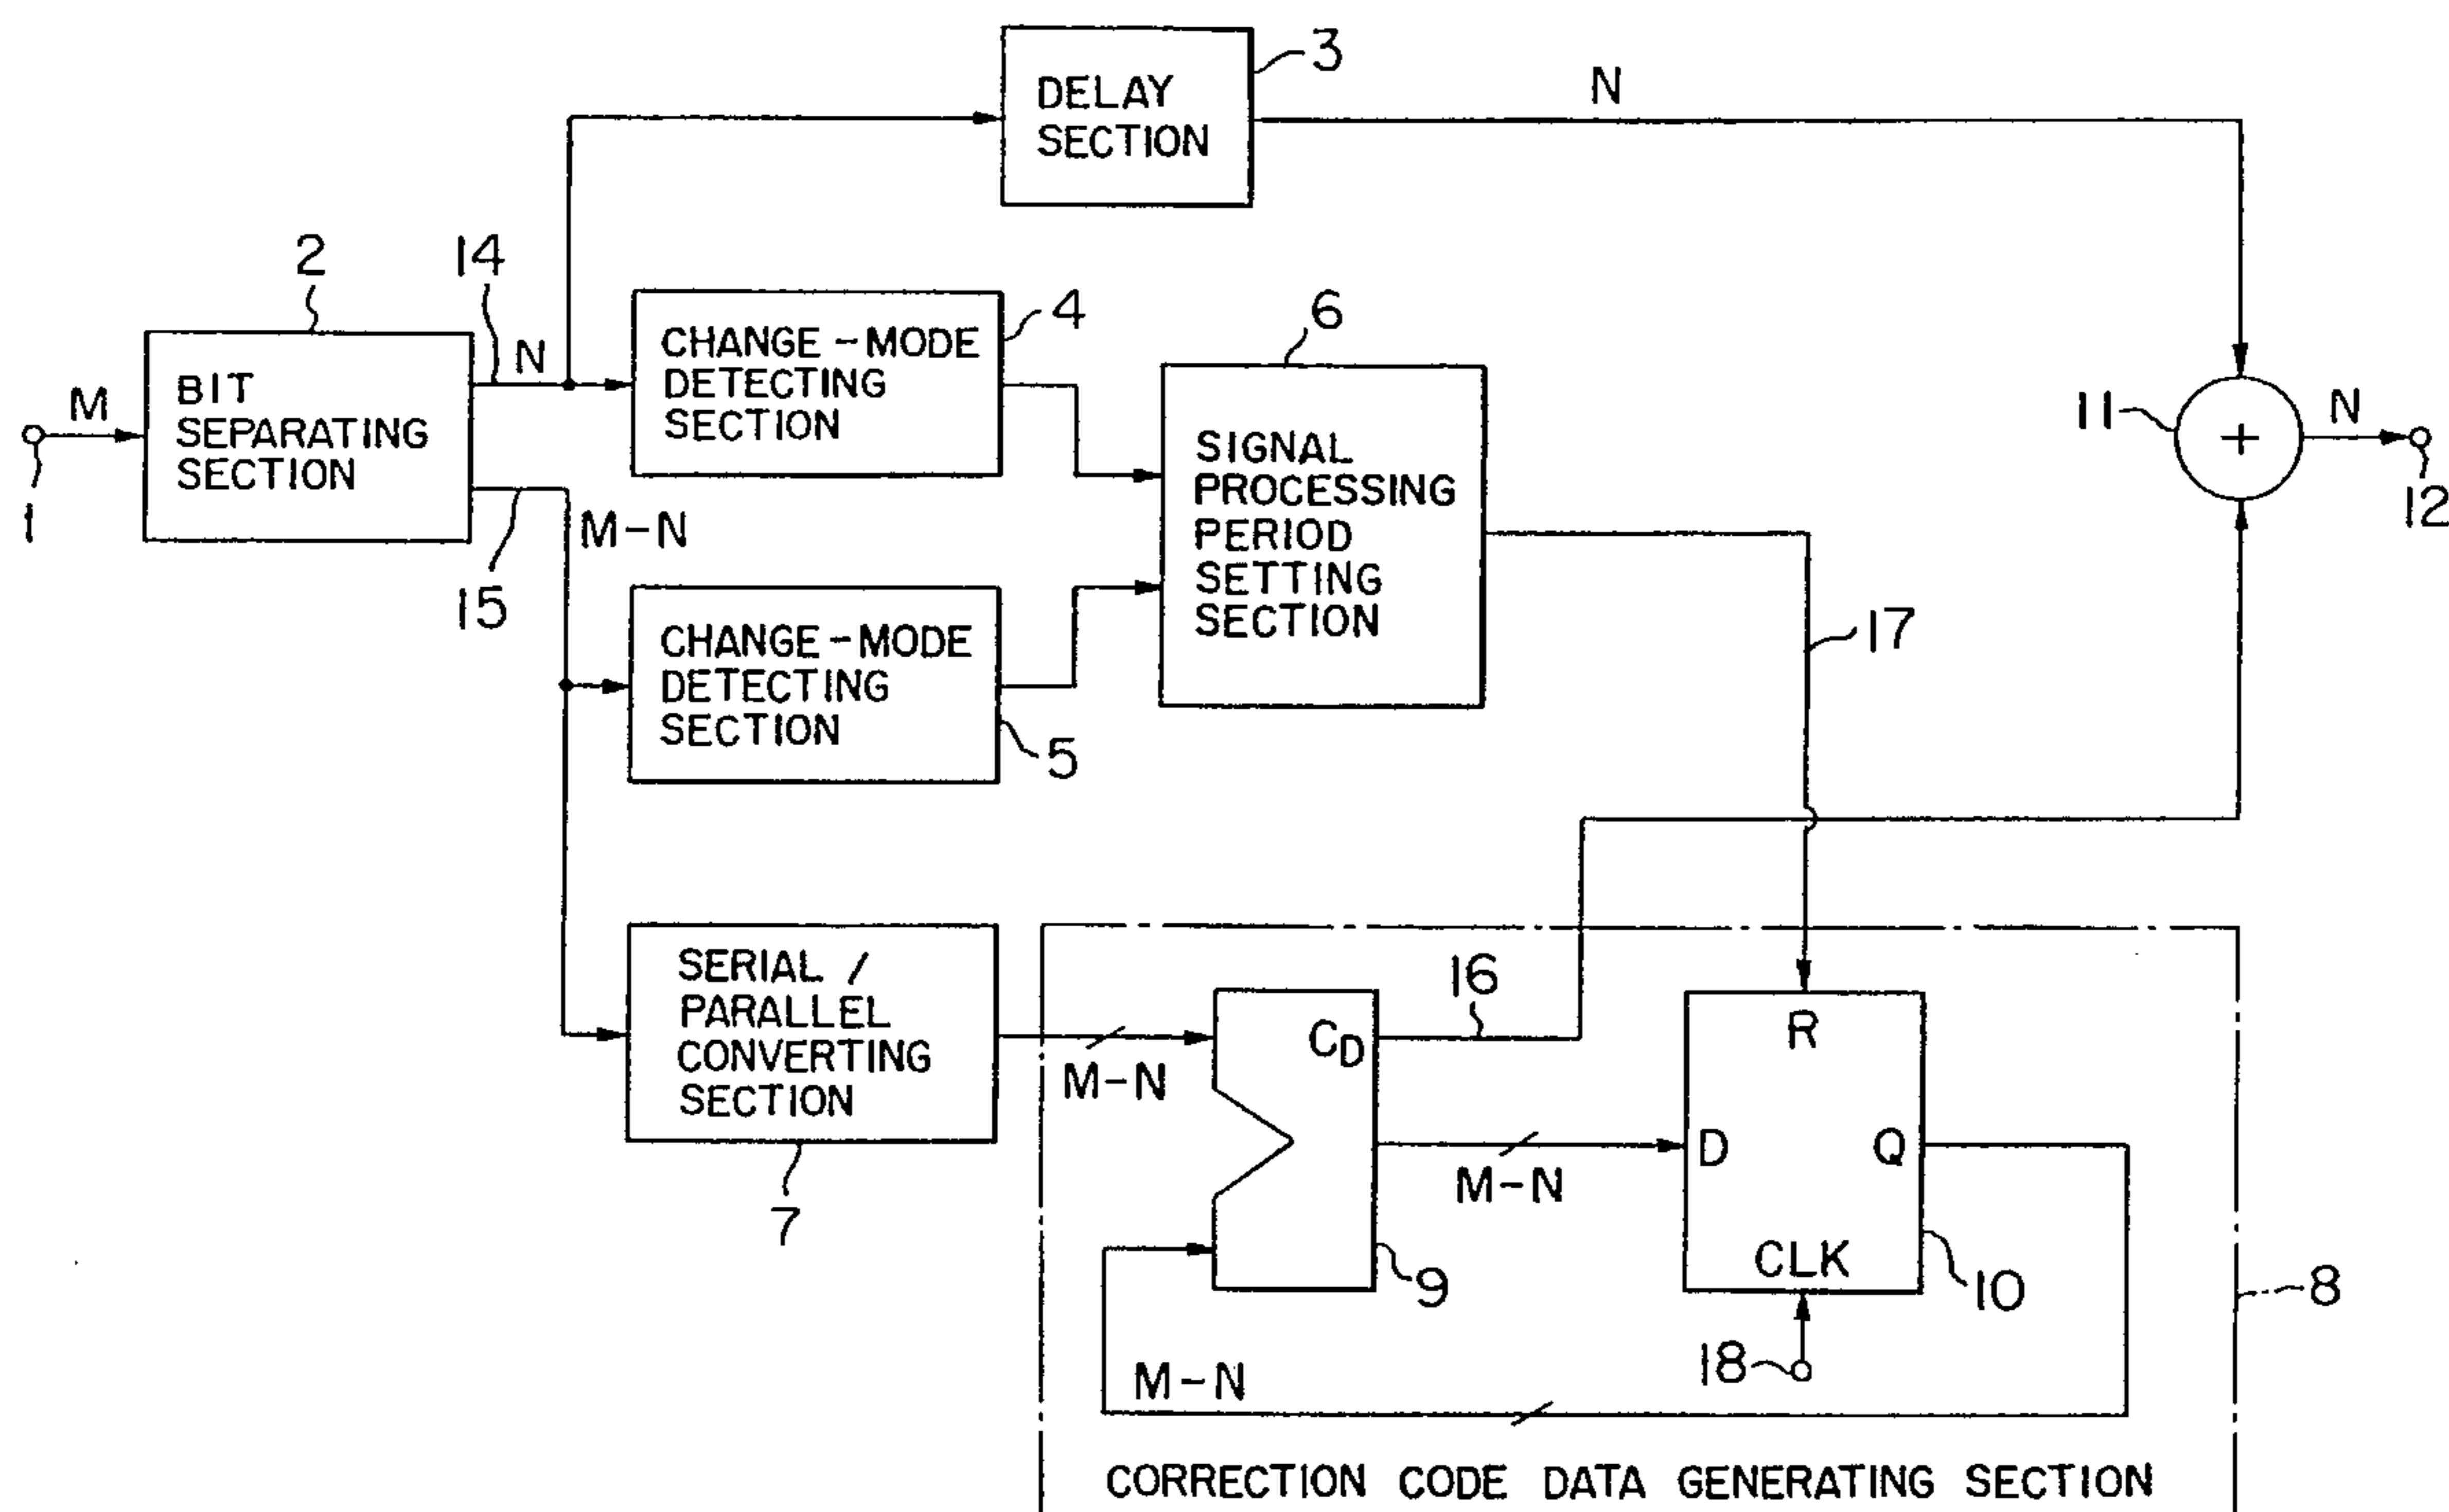 3
DELAY
SECTION
N
2
14
N
4
CHANGE-MODE
DETECTING
SECTION
6
M
BIT
SEPARATING
SECTION
1
15
M-N
SIGNAL
PROCESSING
PERIOD
SETTING
SECTION
11
+
N
12
CHANGE-MODE
DETECTING
SECTION
5
17
SERIAL /
PARALLEL
CONVERTING
SECTION
7
M-N
CD
16
R
D
Q
CLK
M-N
9
10
18
8
M-N
CORRECTION CODE DATA GENERATING SECTION